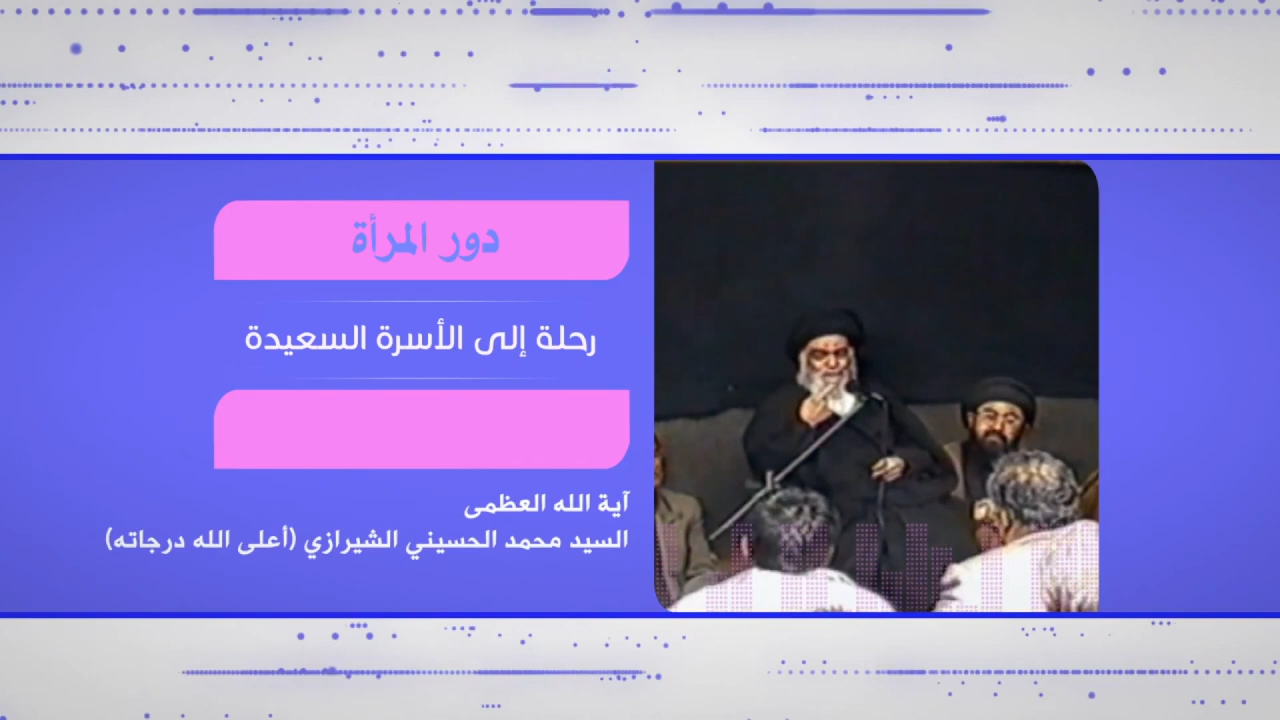 دور المرأة
رحلة إلى الأسرة السعيدة
آية الله العظمى
السيد محمد الحسيني الشيرازي (أعلى الله درجاته)